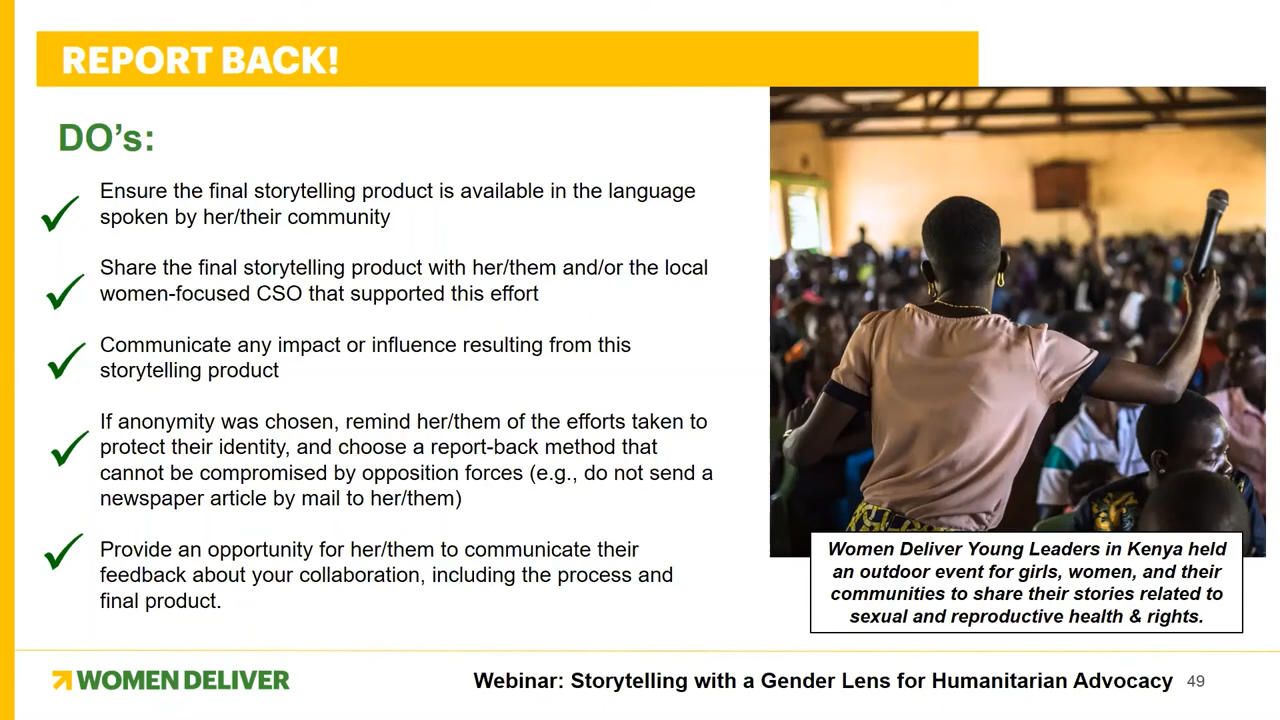 REPORT BACK!
DO’s:
Ensure the final storytelling product is available in the language
spoken by her/their community
Share the final storytelling product with her/them and/or the local
women-focused CSO that supported this effort
Communicate any impact or influence resulting from this
storytelling product
If anonymity was chosen, remind her/them of the efforts taken to
protect their identity, and choose a report-back method that
cannot be compromised by opposition forces (e.g., do not send a
newspaper article by mail to her/them)
Provide an opportunity for her/them to communicate their
feedback about your collaboration, including the process and
final product.
Women Deliver Young Leaders in Kenya held
an outdoor event for girls, women, and their
communities to share their stories related to
sexual and reproductive health & rights.
WOMEN DELIVER
Webinar: Storytelling with a Gender Lens for Humanitarian Advocacy 49